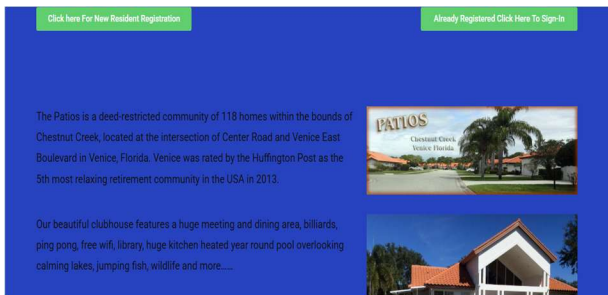 Click here For New Resident Registration
Already Registered Click Here To Sign-In
The Patios is a deed-restricted community of 118 homes within the bounds of
Chestnut Creek, located at the intersection of Center Road and Venice East
Boulevard in Venice, Florida. Venice was rated by the Huffington Post as the
5th most relaxing retirement community in the USA in 2013.
PATIOS
Chestnut Creek
Venice Florida
Our beautiful clubhouse features a huge meeting and dining area, billiards,
ping pong, free wifi, library, huge kitchen heated year round pool overlooking
calming lakes, jumping fish, wildlife and more......